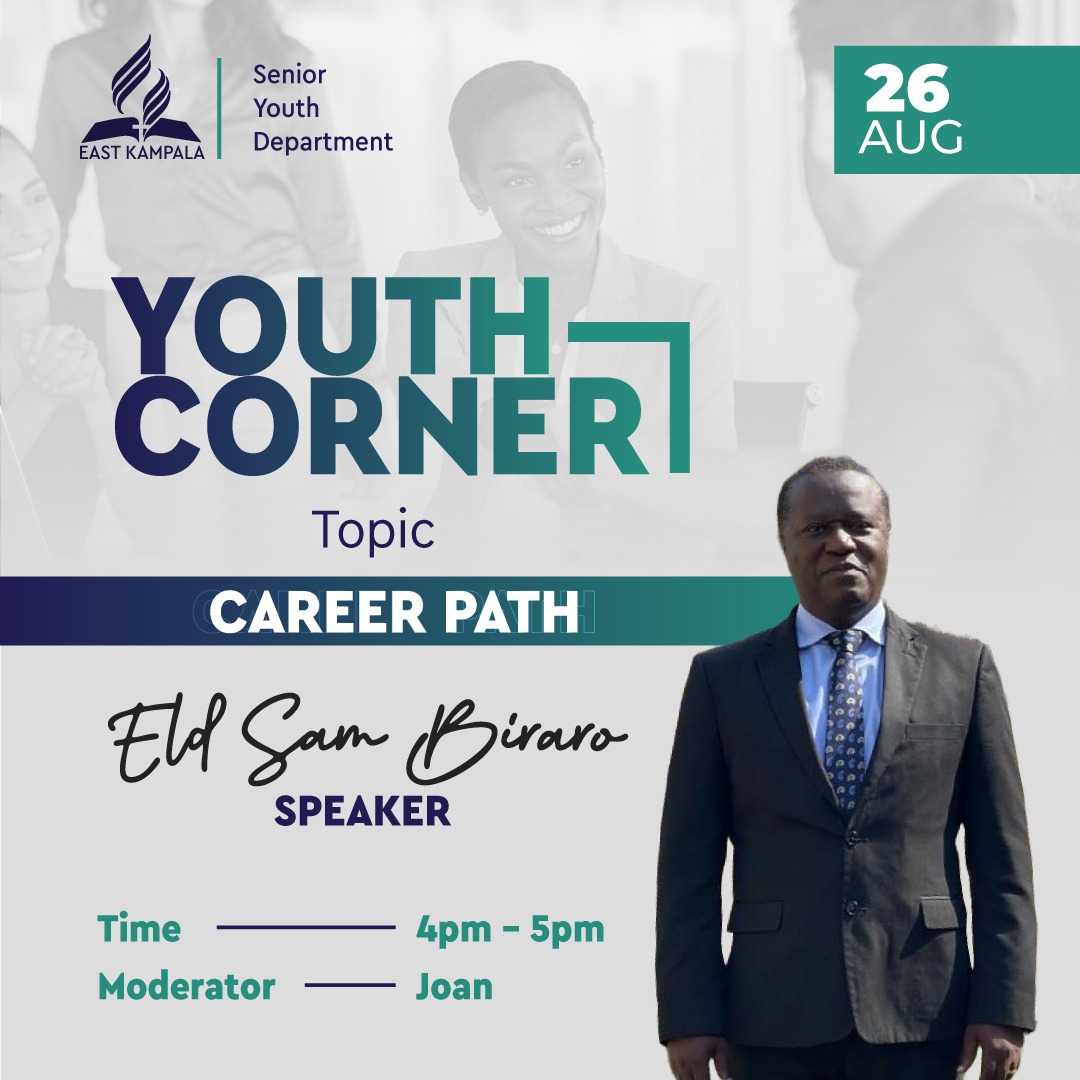 EAST KAMPALA
Senior
Youth
Department
26
AUG
YOUTH
CORNER
Topic
CAREER PATH
Eld Sam Biraro
SPEAKER
Time 4pm - 5pm
Moderator Joan